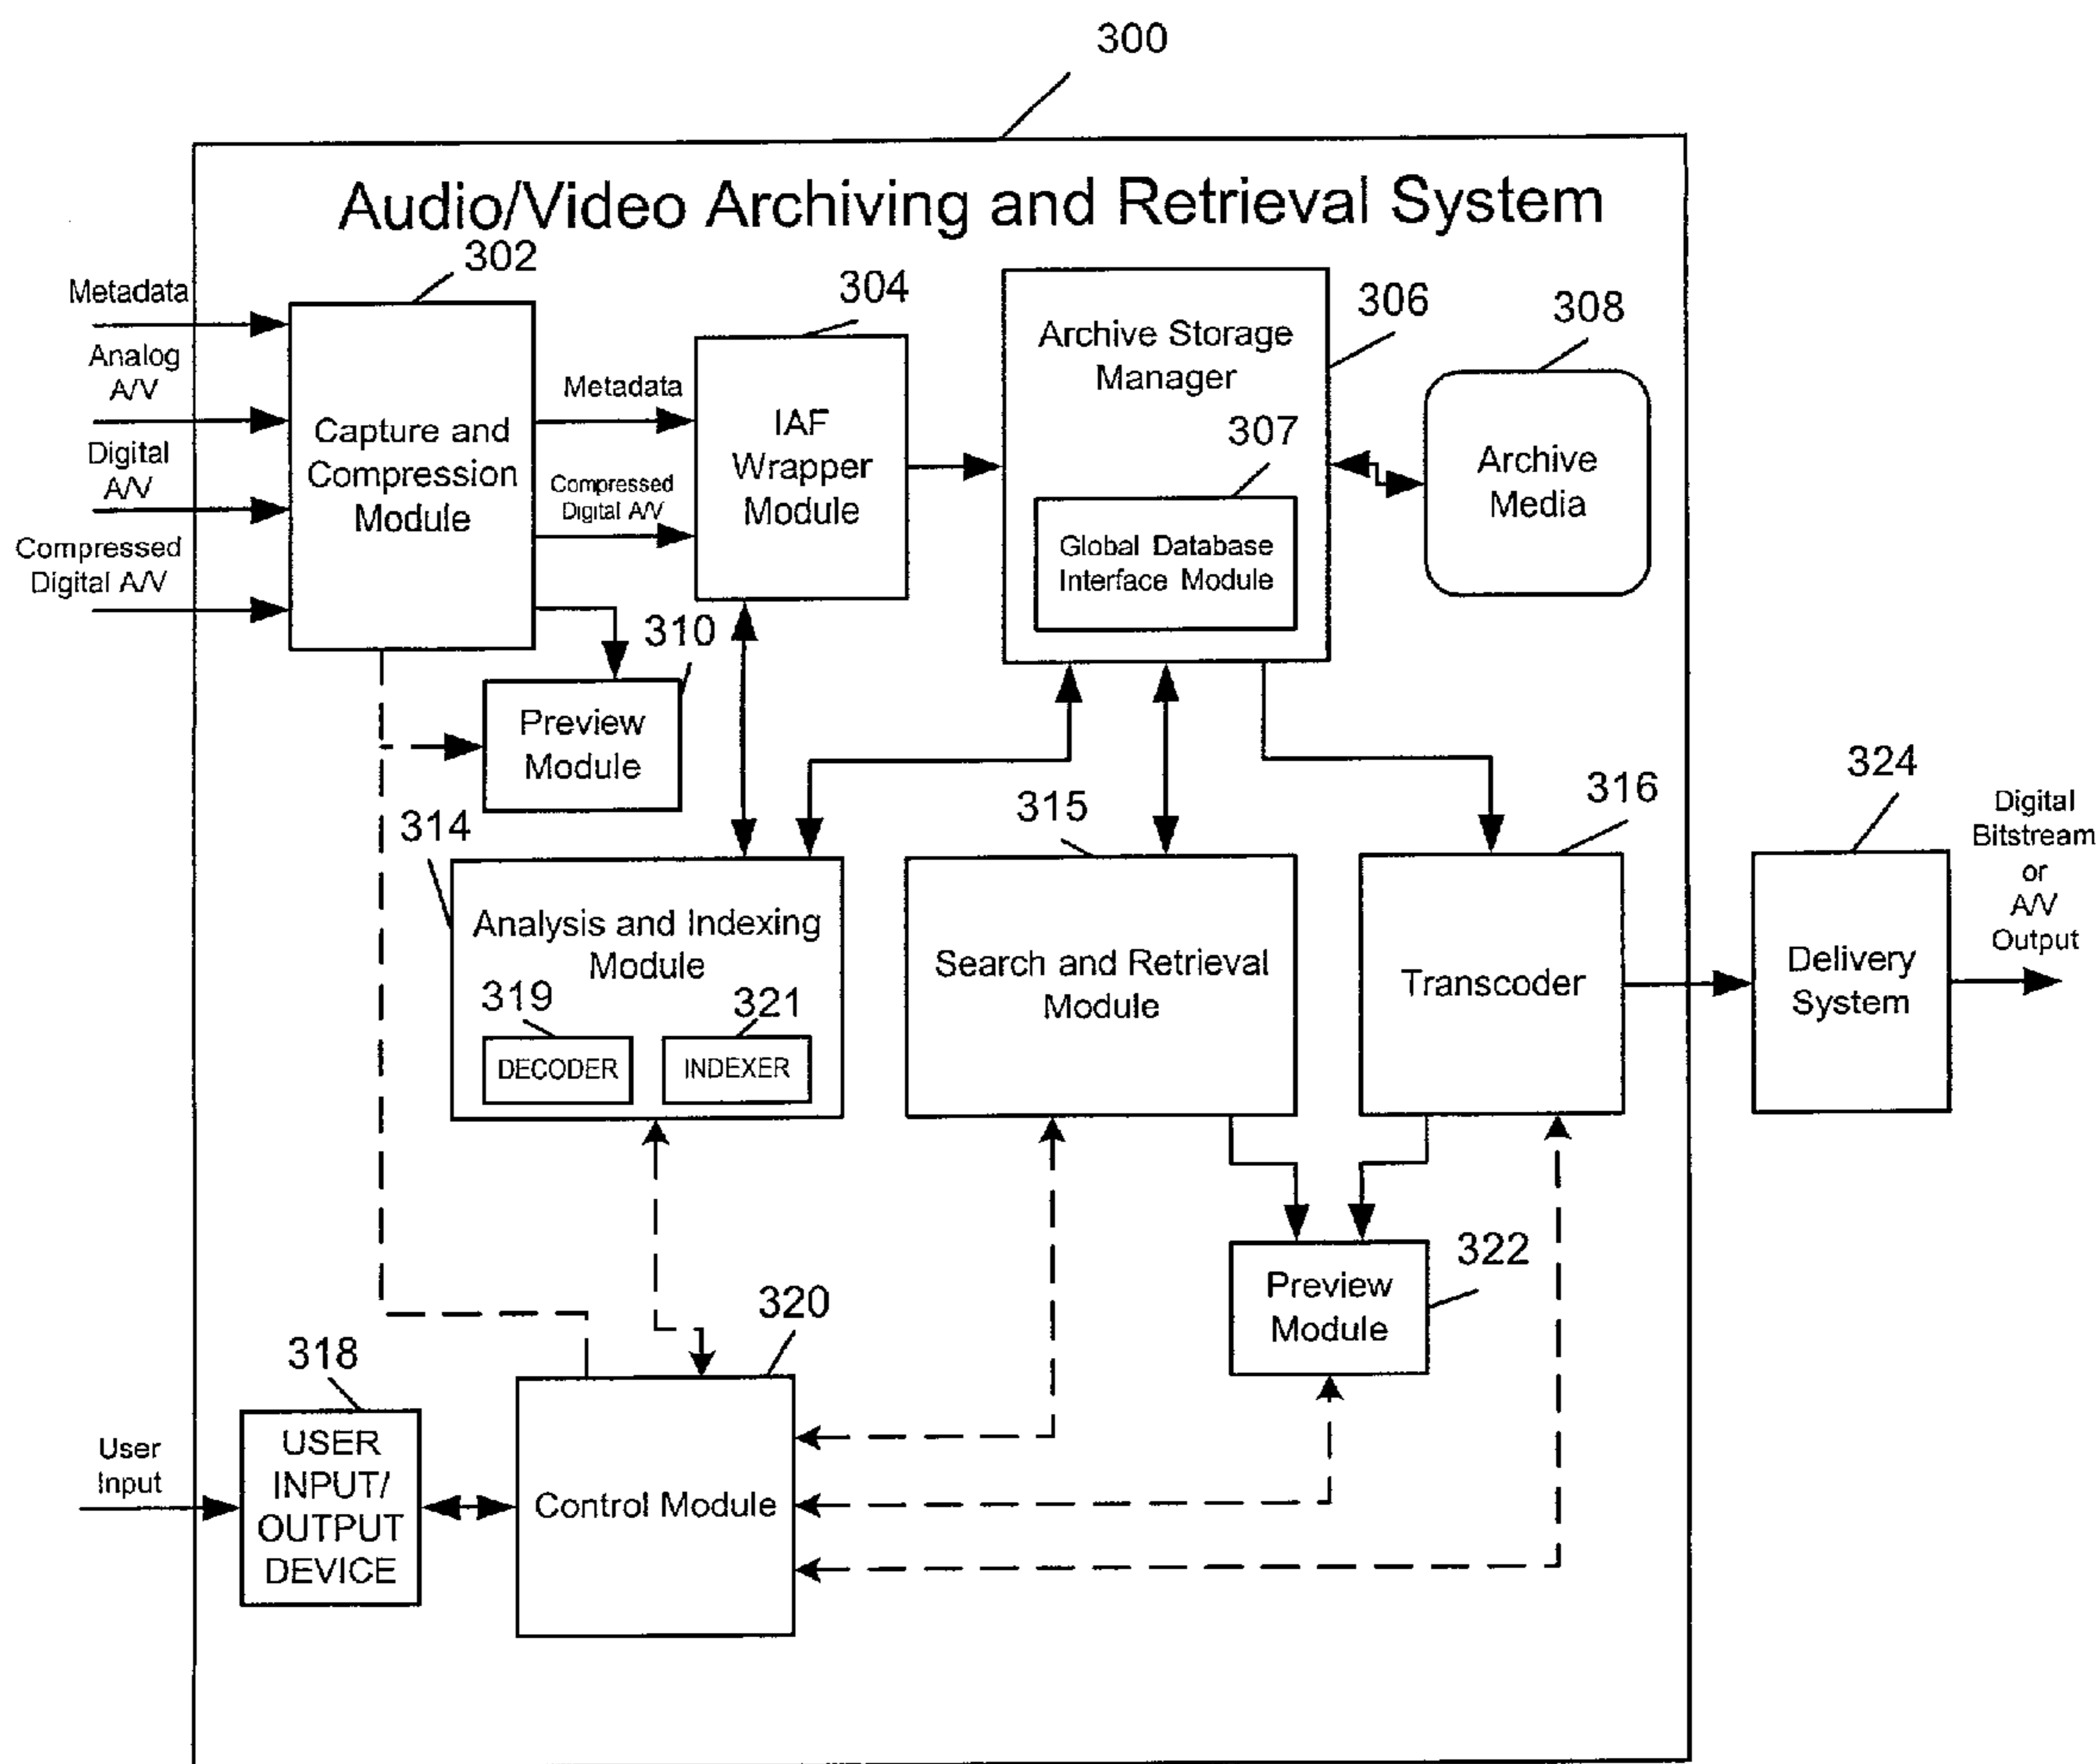 300
Audio/Video Archiving and Retrieval System
302
304
306
308
Metadata
Analog
A/V
Digital
A/V
Compressed
Digital A/V
Capture and
Compression
Module
Metadata
Compressed
Digital A/V
IAF
Wrapper
Module
Archive Storage
Manager
307
Global Database
Interface Module
Archive
Media
310
Preview
Module
314
Analysis and Indexing
Module
319
DECODER
321
INDEXER
315
Search and Retrieval
Module
316
Transcoder
324
Delivery
System
Digital
Bitstream
or
A/V
Output
322
Preview
Module
320
Control Module
318
USER
INPUT/
OUTPUT
DEVICE
User
Input